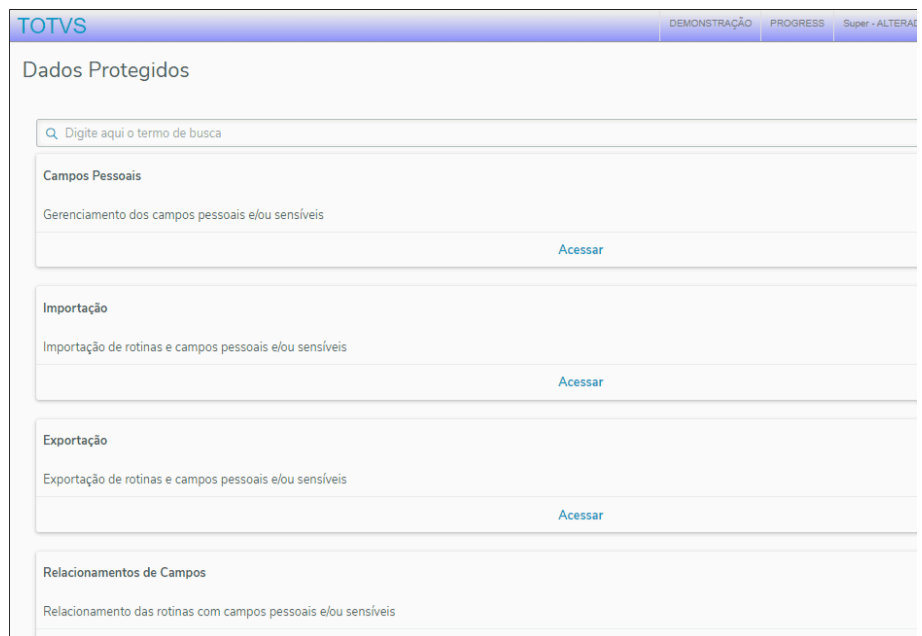 TOTVS
DEMONSTRAÇÃO PROGRESS Super - ALTERAD
Dados Protegidos
Digite aqui o termo de busca
Campos Pessoais
Gerenciamento dos campos pessoais e/ou sensíveis
Acessar
Importação
Importação de rotinas e campos pessoais e/ou sensíveis
Acessar
Exportação
Exportação de rotinas e campos pessoais e/ou sensíveis
Acessar
Relacionamentos de Campos
Relacionamento das rotinas com campos pessoais e/ou sensíveis